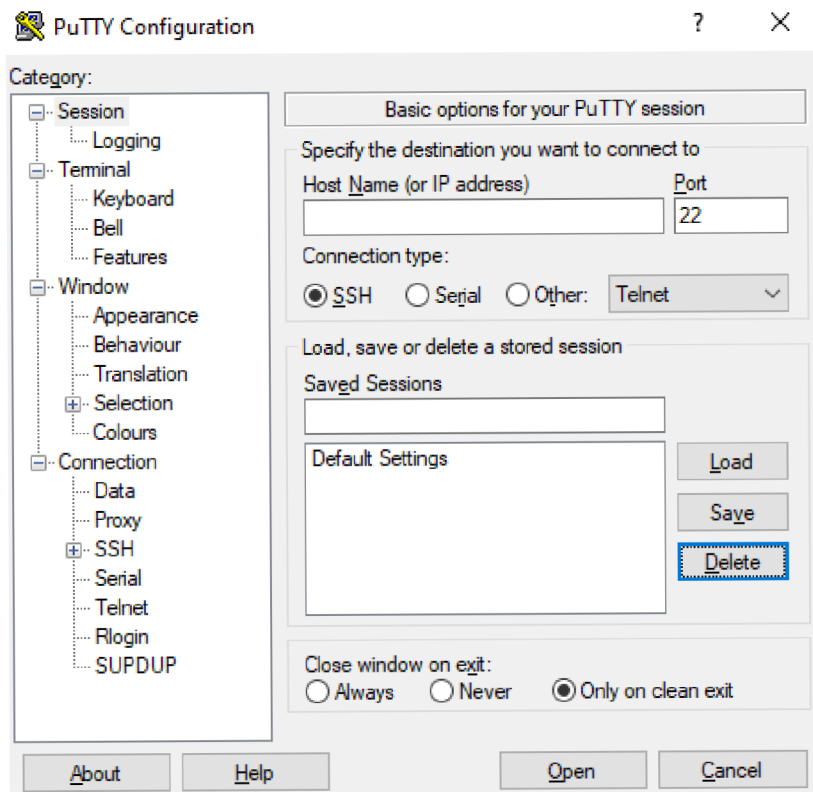 PuTTY Configuration
?
Category:
Session
Logging
Terminal
Keyboard
Bell
Features
Window
Appearance
Behaviour
Translation
Selection
Colours
Connection
Data
Proxy
SSH
Serial
Telnet
Rlogin
SUPDUP
Basic options for your PuTTY session
Specify the destination you want to connect to
Host Name (or IP address) Port
22
Connection type:
SSH Serial Other: Telnet
Load, save or delete a stored session
Saved Sessions
Default Settings
Load
Save
Delete
Close window on exit:
Always Never Only on clean exit
About Help Open Cancel